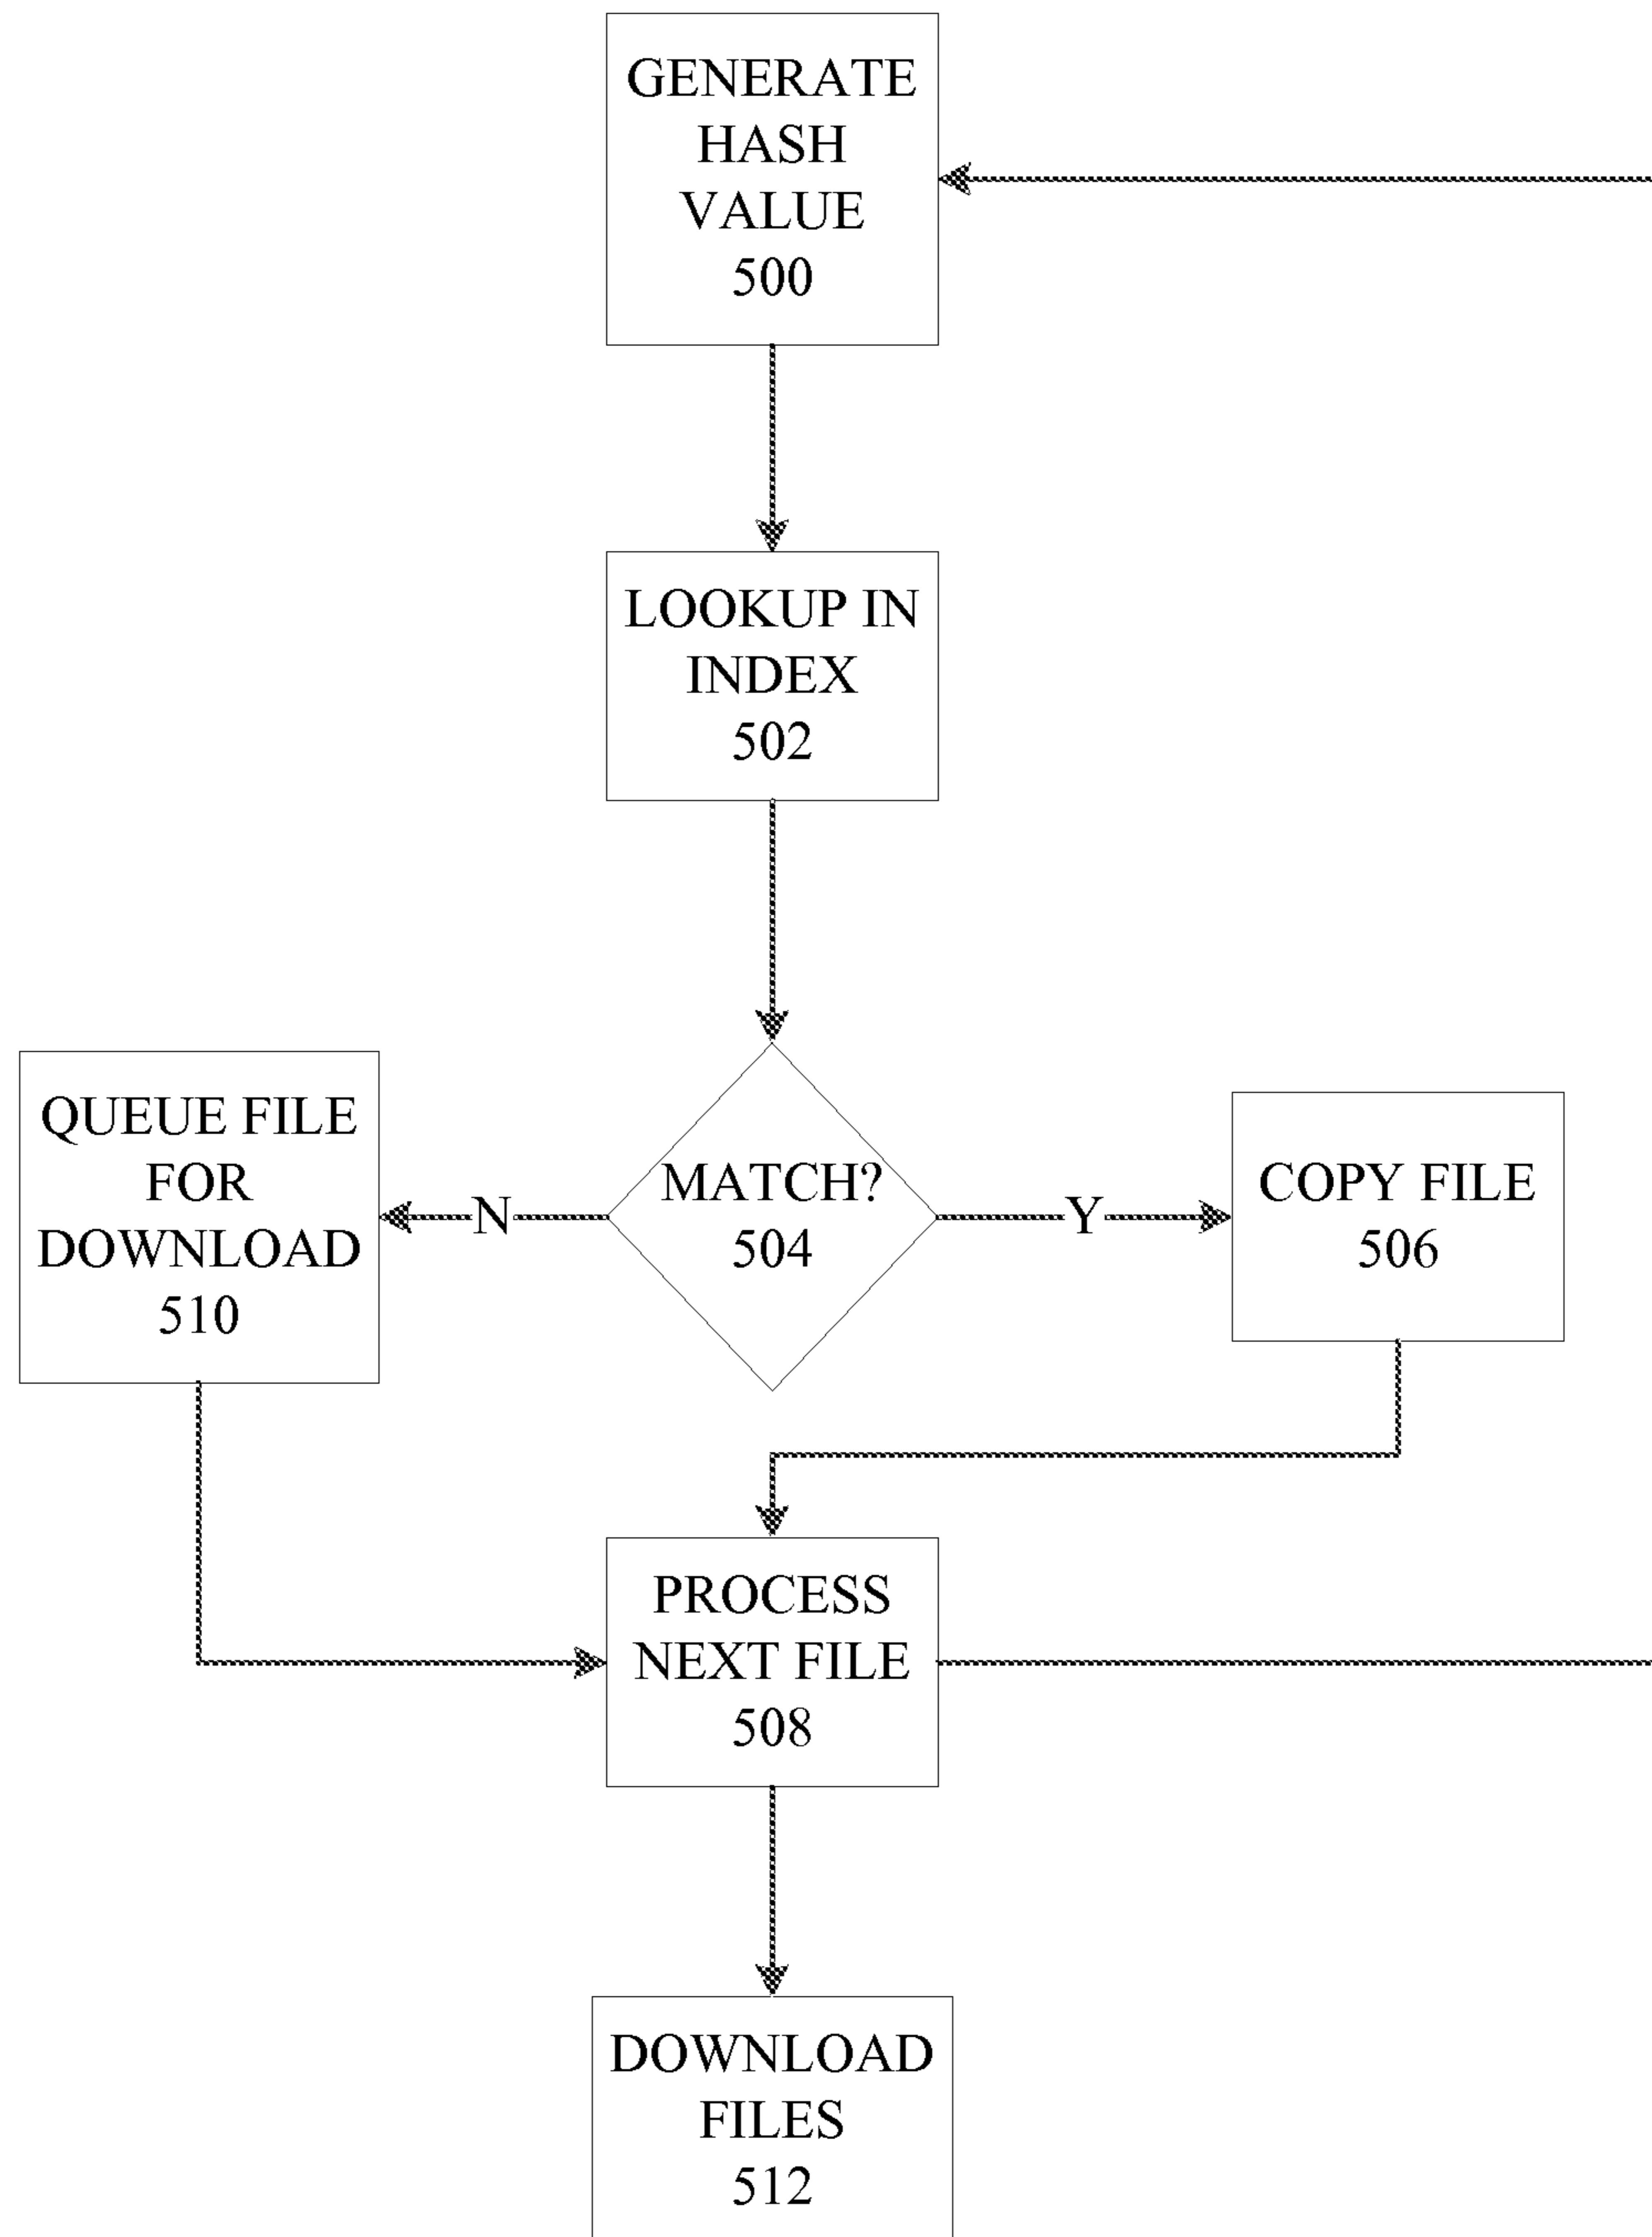 GENERATE
HASH
VALUE
500
LOOKUP IN
INDEX
502
QUEUE FILE
FOR
DOWNLOAD
510
N
MATCH?
504
Y
COPY FILE
506
PROCESS
NEXT FILE
508
DOWNLOAD
FILES
512